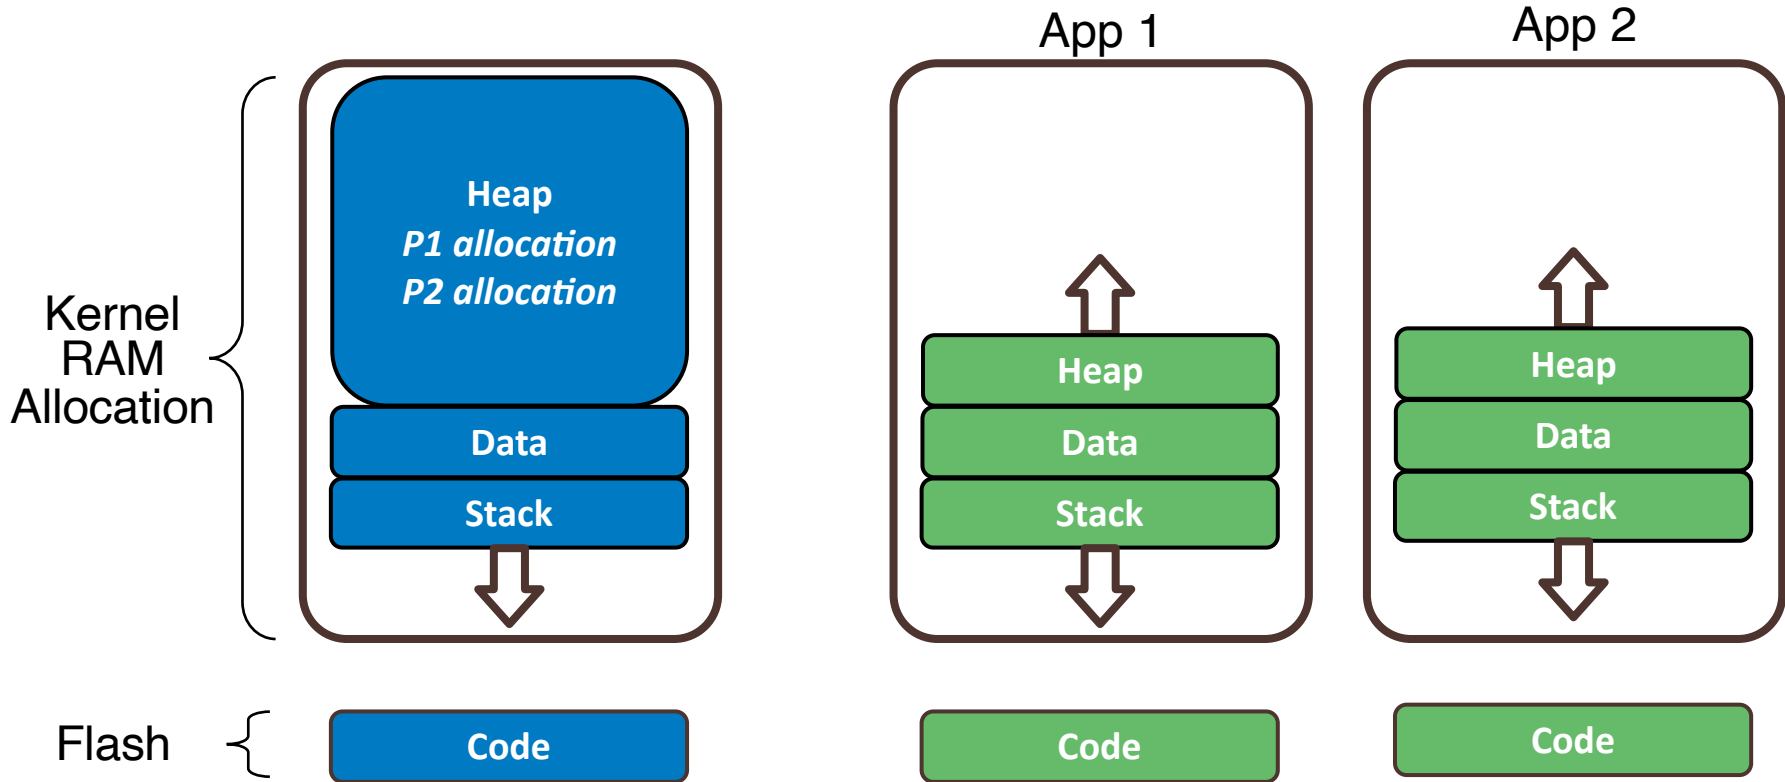 App 1
App 2
Kernel
RAM
Allocation
Heap
P1 allocation
P2 allocation
Data
Stack
Heap
Data
Stack
Heap
Data
Stack
Flash
Code
Code
Code